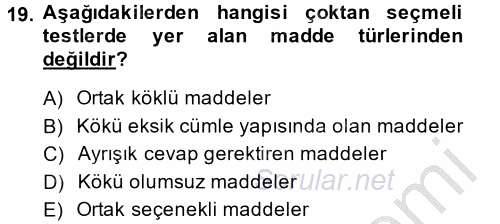 19. Aşağıdakilerden hangisi çoktan seçmeli
testlerde yer alan madde türlerinden
değildir?
A) Ortak köklü maddeler
B) Kökü eksik cümle yapısında olan maddeler
C) Ayrışık cevap gerektiren maddeler
D) Kökü olumsuz maddeler
E) Ortak seçenekli maddeler
Sorular.net